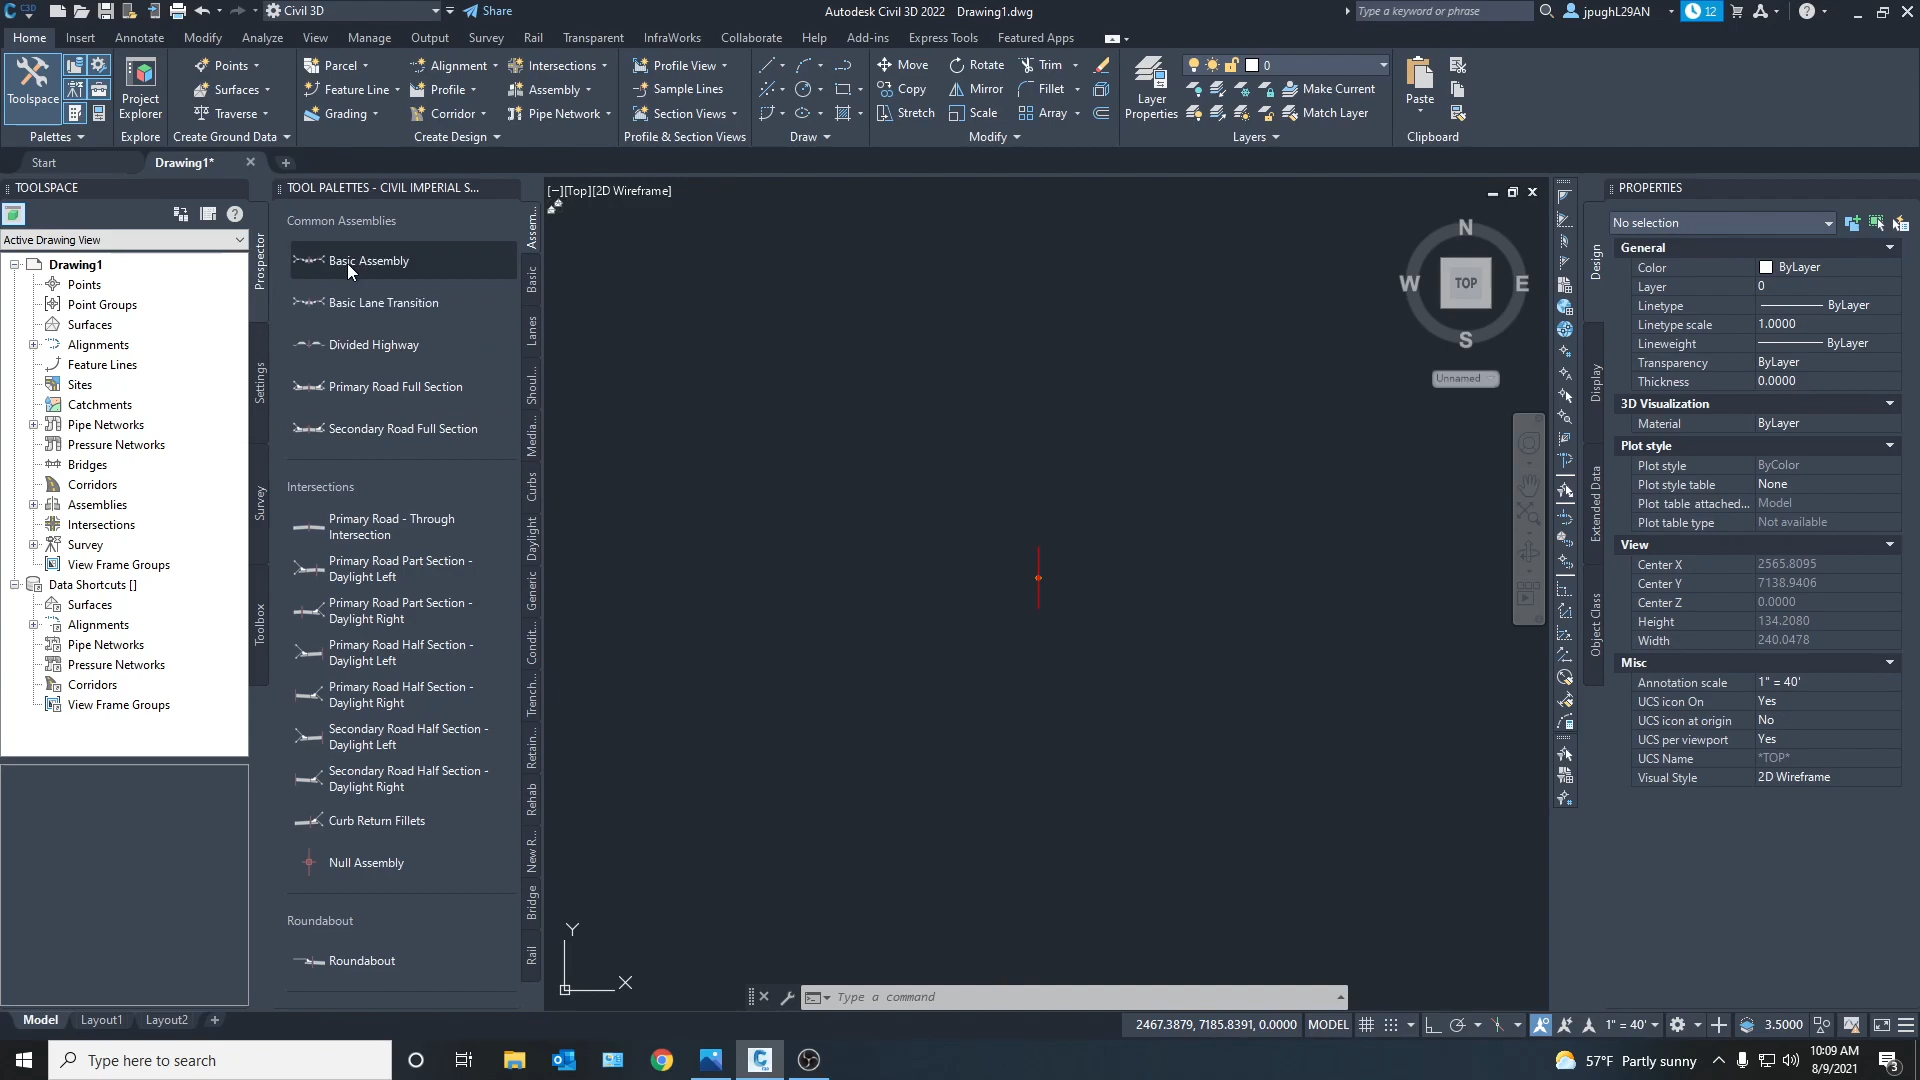 C3D
Civil 3D
Share
Autodesk Civil 3D 2022 Drawing1.dwg
Type a keyword or phrase
jpughL29AN
12
Home Insert Annotate Modify Analyze View Manage Output Survey Rail Transparent InfraWorks Collaborate Help Add-ins Express Tools Featured Apps
Toolspace
Project
Explorer
Points
Surfaces
Traverse
Parcel
Feature Line
Grading
Alignment
Profile
Corridor
Intersections
Assembly
Pipe Network
Profile View
Sample Lines
Section Views
Move
Copy
Stretch
Rotate
Mirror
Scale
Trim
Fillet
Array
Layer
Properties
0
Make Current
Match Layer
Paste
Palettes Explore Create Ground Data Create Design Profile & Section Views Draw Modify Layers Clipboard
Start Drawing1*
TOOLSPACE
Active Drawing View
Drawing1
Points
Point Groups
Surfaces
Alignments
Feature Lines
Sites
Catchments
Pipe Networks
Pressure Networks
Bridges
Corridors
Assemblies
Intersections
Survey
View Frame Groups
Data Shortcuts []
Surfaces
Alignments
Pipe Networks
Pressure Networks
Corridors
View Frame Groups
Prospector
Settings
Survey
Toolbox
TOOL PALETTES - CIVIL IMPERIAL S...
Common Assemblies
Basic Assembly
Basic Lane Transition
Divided Highway
Primary Road Full Section
Secondary Road Full Section
Intersections
Primary Road - Through
Intersection
Primary Road Part Section -
Daylight Left
Primary Road Part Section -
Daylight Right
Primary Road Half Section -
Daylight Left
Primary Road Half Section -
Daylight Right
Secondary Road Half Section -
Daylight Left
Secondary Road Half Section -
Daylight Right
Curb Return Fillets
Null Assembly
Roundabout
Roundabout
Assem...
Basic
Lanes
Shoul...
Media...
Curbs
Daylight
Generic
Condit...
Trench...
Retain...
Rehab
New R...
Bridge
Rail
[−][Top][2D Wireframe]
N
W TOP E
S
Unnamed
Y
X
Type a command
PROPERTIES
No selection
Design
Display
Extended Data
Object Class
General
Color ByLayer
Layer 0
Linetype ByLayer
Linetype scale 1.0000
Lineweight ByLayer
Transparency ByLayer
Thickness 0.0000
3D Visualization
Material ByLayer
Plot style
Plot style ByColor
Plot style table None
Plot table attached... Model
Plot table type Not available
View
Center X 2565.8095
Center Y 7138.9406
Center Z 0.0000
Height 134.2080
Width 240.0478
Misc
Annotation scale 1" = 40'
UCS icon On Yes
UCS icon at origin No
UCS per viewport Yes
UCS Name *TOP*
Visual Style 2D Wireframe
Model Layout1 Layout2
2467.3879, 7185.8391, 0.0000 MODEL 1" = 40' 3.5000
Type here to search
57°F Partly sunny
10:09 AM
8/9/2021
3